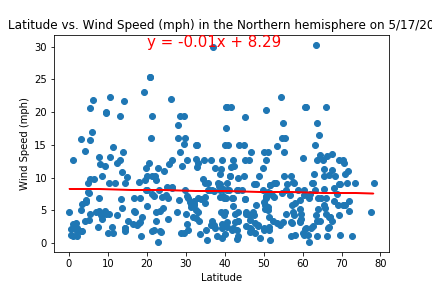 Latitude vs. Wind Speed (mph) in the Northern hemisphere on 5/17/20
y = -0.01x + 8.29
30
25
20
15
10
5
0
Wind Speed (mph)
0 10 20 30 40 50 60 70 80
Latitude